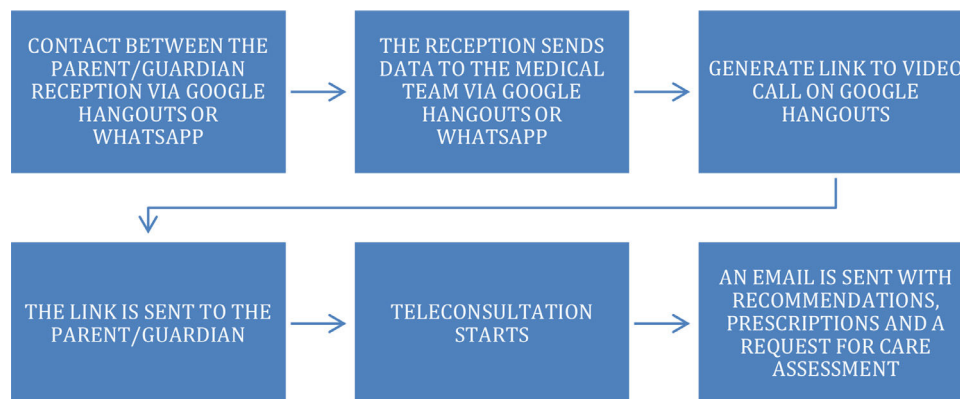 CONTACT BETWEEN THE
PARENT/GUARDIAN
RECEPTION VIA GOOGLE
HANGOUTS OR
WHATSAPP
THE RECEPTION SENDS
DATA TO THE MEDICAL
TEAM VIA GOOGLE
HANGOUTS OR
WHATSAPP
GENERATE LINK TO VIDEO
CALL ON GOOGLE
HANGOUTS
THE LINK IS SENT TO THE
PARENT/GUARDIAN
TELECONSULTATION
STARTS
AN EMAIL IS SENT WITH
RECOMMENDATIONS,
PRESCRIPTIONS AND A
REQUEST FOR CARE
ASSESSMENT